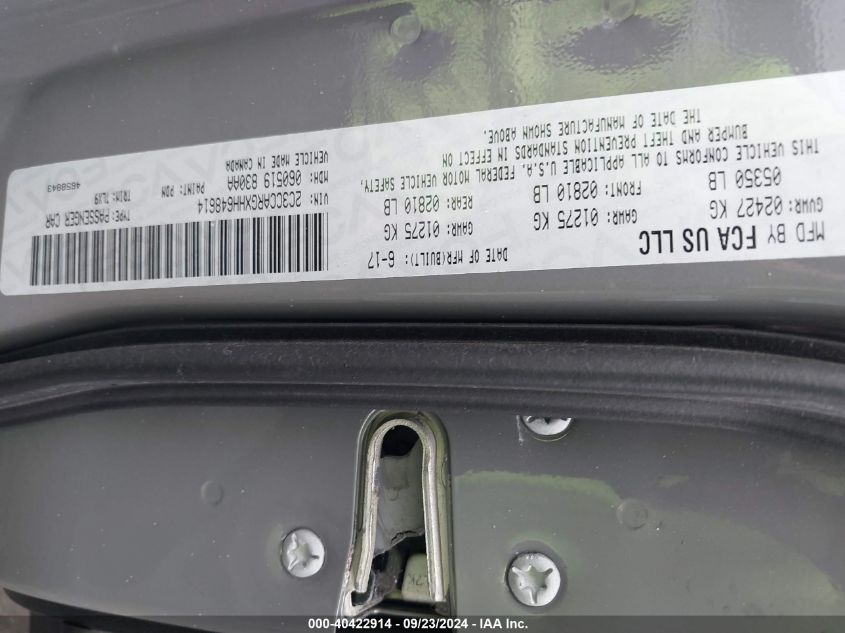 MFD BY FCA US LLC
DATE OF MFR(BUILT): 6-17
GVWR: 02427 KG
05350 LB
GAWR: 01275 KG
FRONT: 02810 LB
GAWR: 01275 KG
REAR: 02810 LB
THIS VEHICLE CONFORMS TO ALL APPLICABLE U.S.A. FEDERAL MOTOR VEHICLE SAFETY,
BUMPER AND THEFT PREVENTION STANDARDS IN EFFECT ON
THE DATE OF MANUFACTURE SHOWN ABOVE.
TYPE: PASSENGER CAR
VIN: 2C3CCARGXHH648614
MDH: 060519 830AA
VEHICLE MADE IN CANADA
TRIM: TLX9
PAINT: PDN
4658043
000-40422914 - 09/23/2024 - IAA Inc.